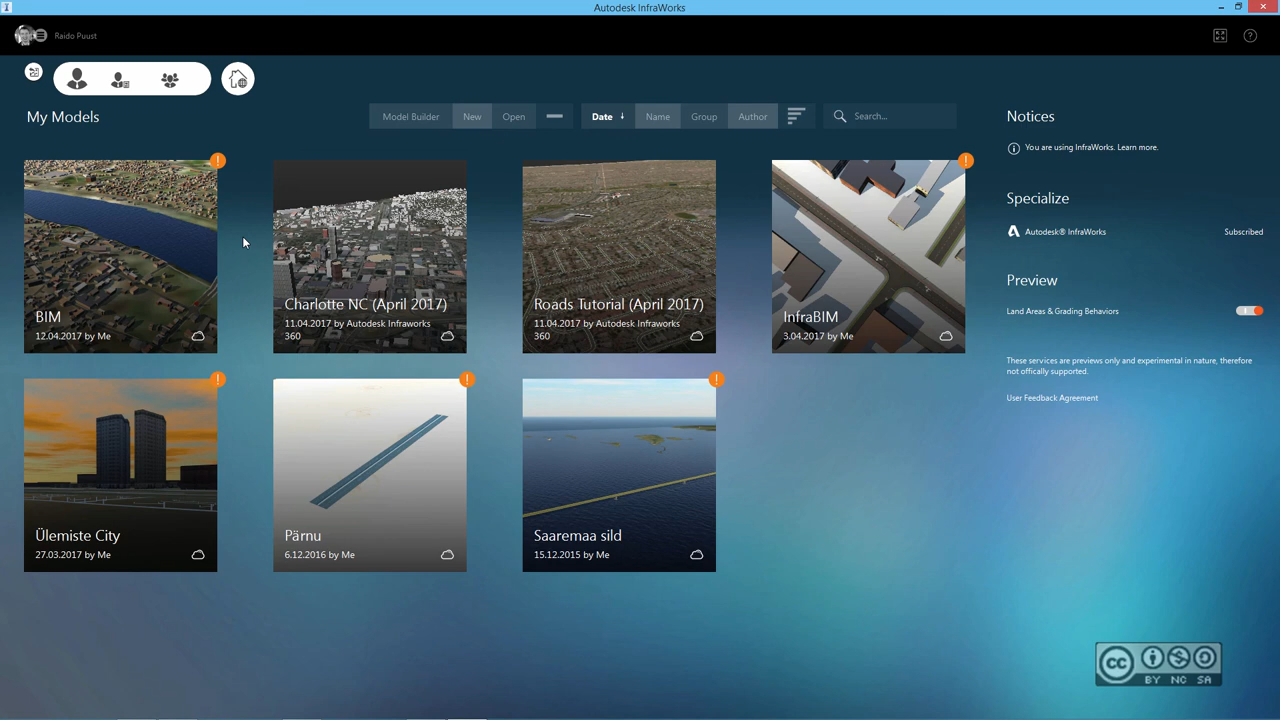 Autodesk InfraWorks
Raido Puust
My Models
Model Builder
New
Open
Date ↓
Name
Group
Author
Search...
BIM
12.04.2017 by Me
Charlotte NC (April 2017)
11.04.2017 by Autodesk Infraworks
360
Roads Tutorial (April 2017)
11.04.2017 by Autodesk Infraworks
360
InfraBIM
3.04.2017 by Me
Ülemiste City
27.03.2017 by Me
Pärnu
6.12.2016 by Me
Saaremaa sild
15.12.2015 by Me
Notices
You are using InfraWorks. Learn more.
Specialize
Autodesk® InfraWorks
Subscribed
Preview
Land Areas & Grading Behaviors
These services are previews only and experimental in nature, therefore
not offically supported.
User Feedback Agreement
cc
BY NC SA